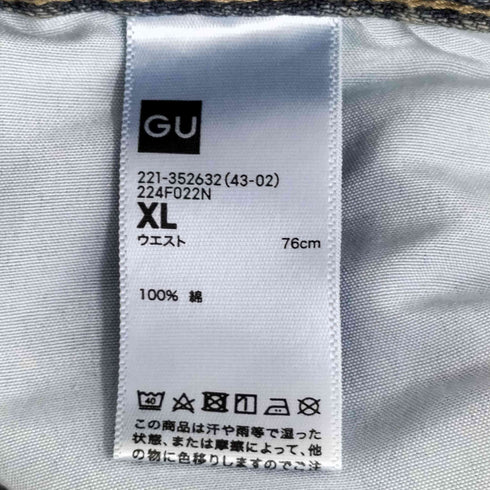 GU
221-352632(43-02)
224F022N
XL
ウエスト 76cm
100% 綿
40
この商品は汗や雨等で湿った
状態、または摩擦によって、他
の物に色移りしますのでご注